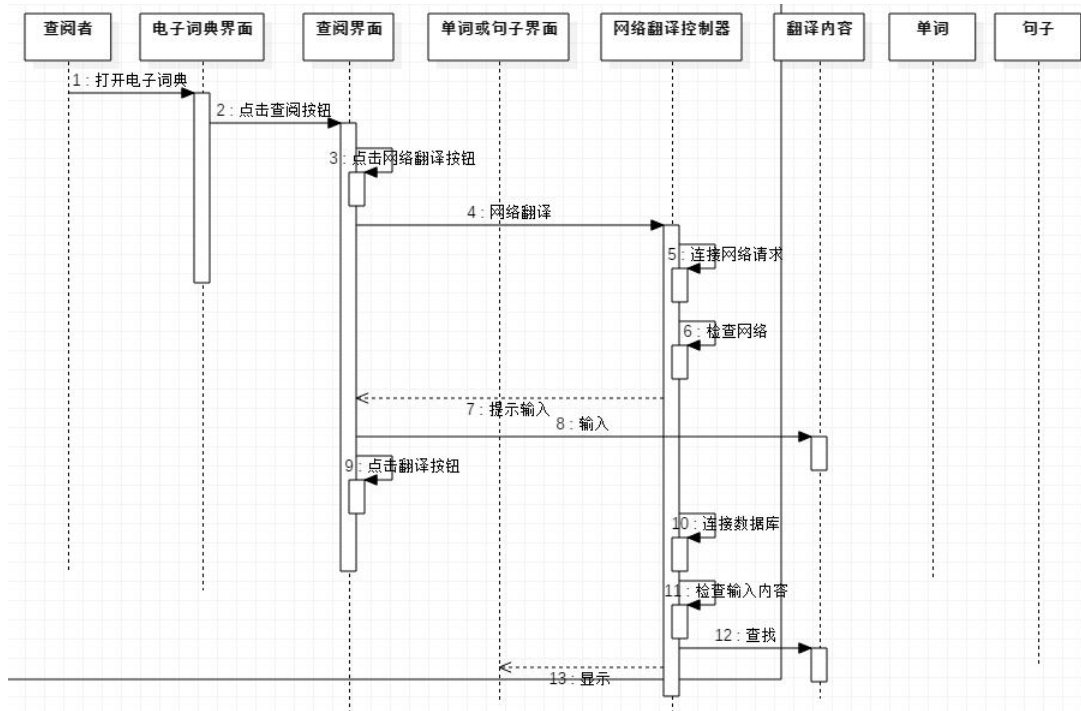 查阅者
电子词典界面
查阅界面
单词或句子界面
网络翻译控制器
翻译内容
单词
句子
1 : 打开电子词典
2 : 点击查阅按钮
3 : 点击网络翻译按钮
4 : 网络翻译
5 : 连接网络请求
6 : 检查网络
7 : 提示输入
8 : 输入
9 : 点击翻译按钮
10 : 连接数据库
11 : 检查输入内容
12 : 查找
13 : 显示